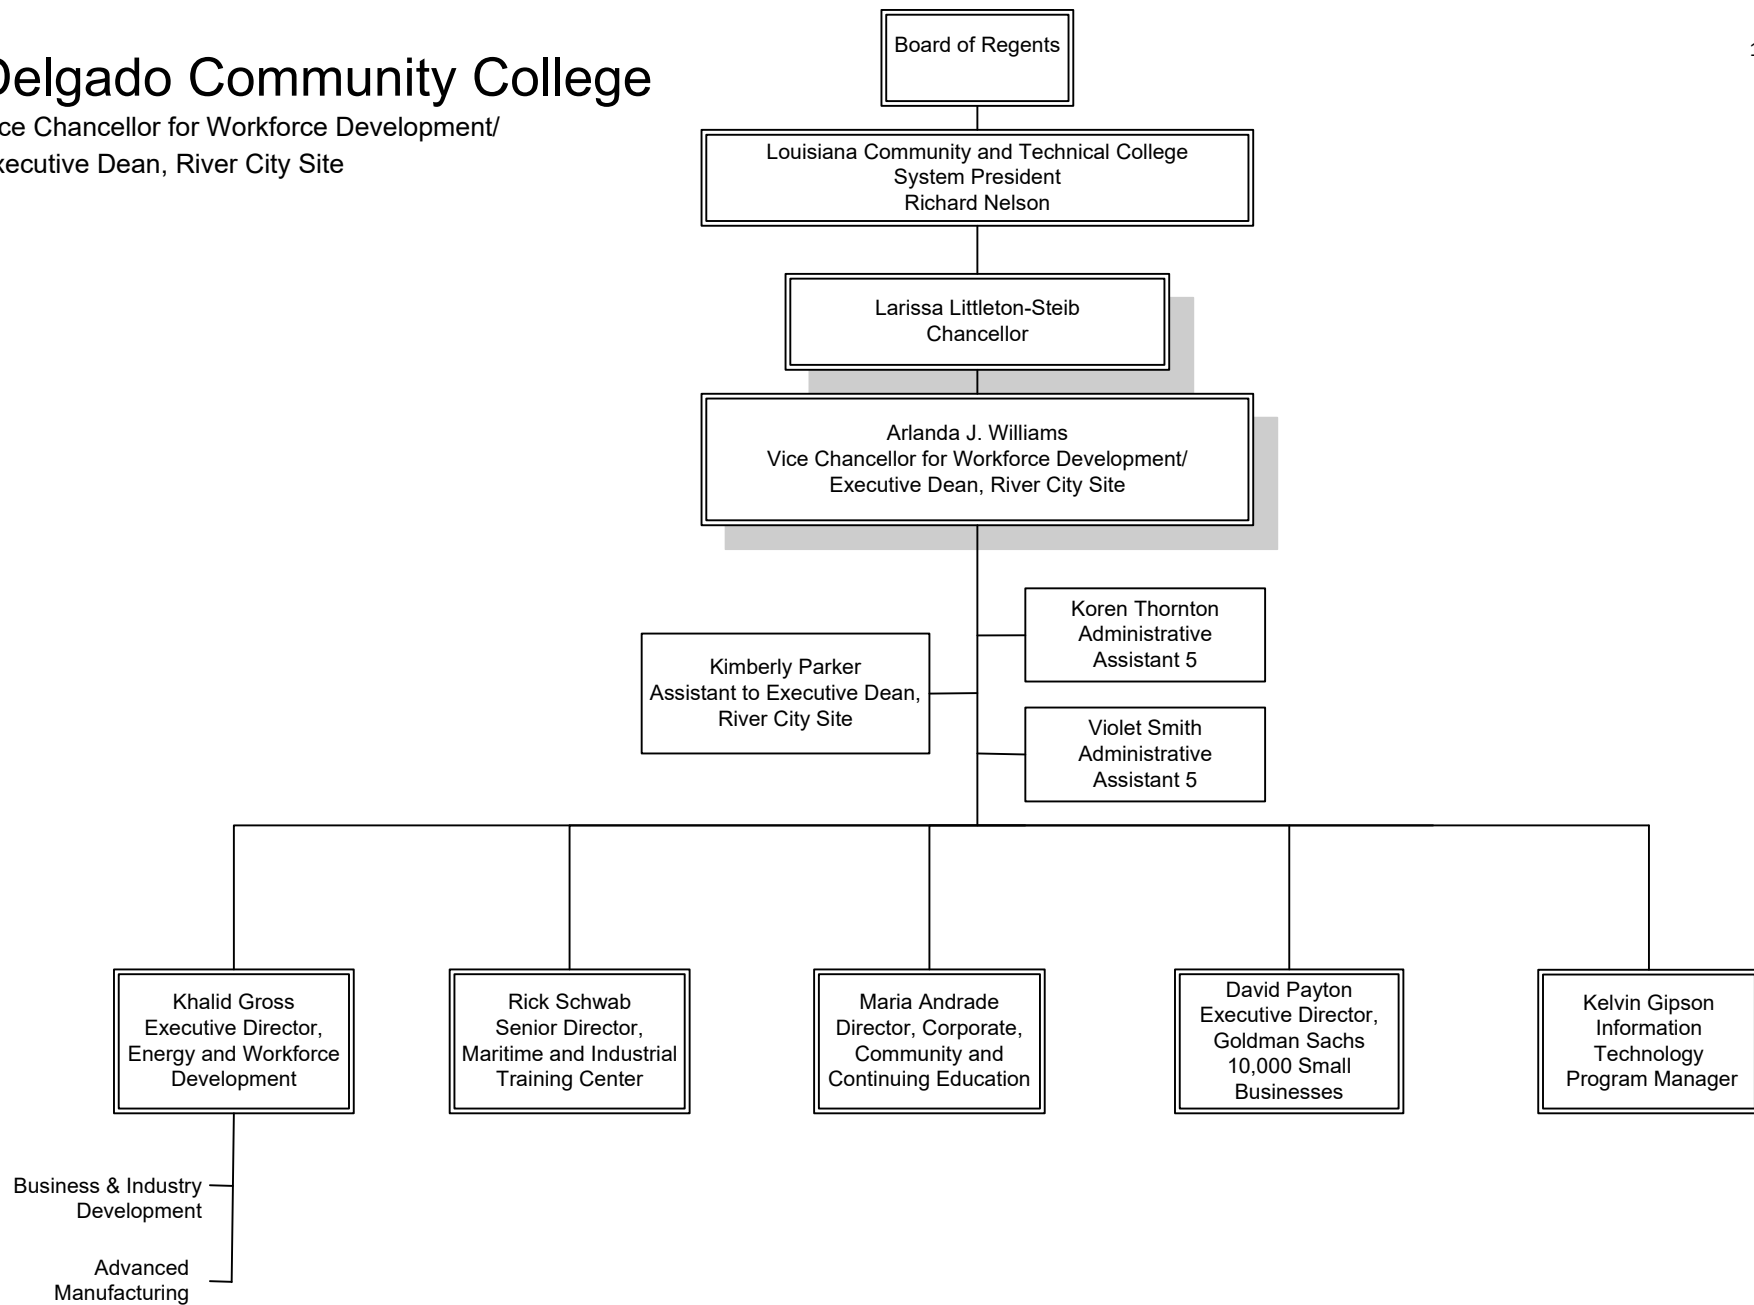 Board of Regents
1
Delgado Community College
ce Chancellor for Workforce Development/
xecutive Dean, River City Site
Louisiana Community and Technical College
System President
Richard Nelson
Larissa Littleton-Steib
Chancellor
Arlanda J. Williams
Vice Chancellor for Workforce Development/
Executive Dean, River City Site
Koren Thornton
Administrative
Assistant 5
Kimberly Parker
Assistant to Executive Dean,
River City Site
Violet Smith
Administrative
Assistant 5
Khalid Gross
Executive Director,
Energy and Workforce
Development
Rick Schwab
Senior Director,
Maritime and Industrial
Training Center
Maria Andrade
Director, Corporate,
Community and
Continuing Education
David Payton
Executive Director,
Goldman Sachs
10,000 Small
Businesses
Kelvin Gipson
Information
Technology
Program Manager
Business & Industry
Development
Advanced
Manufacturing